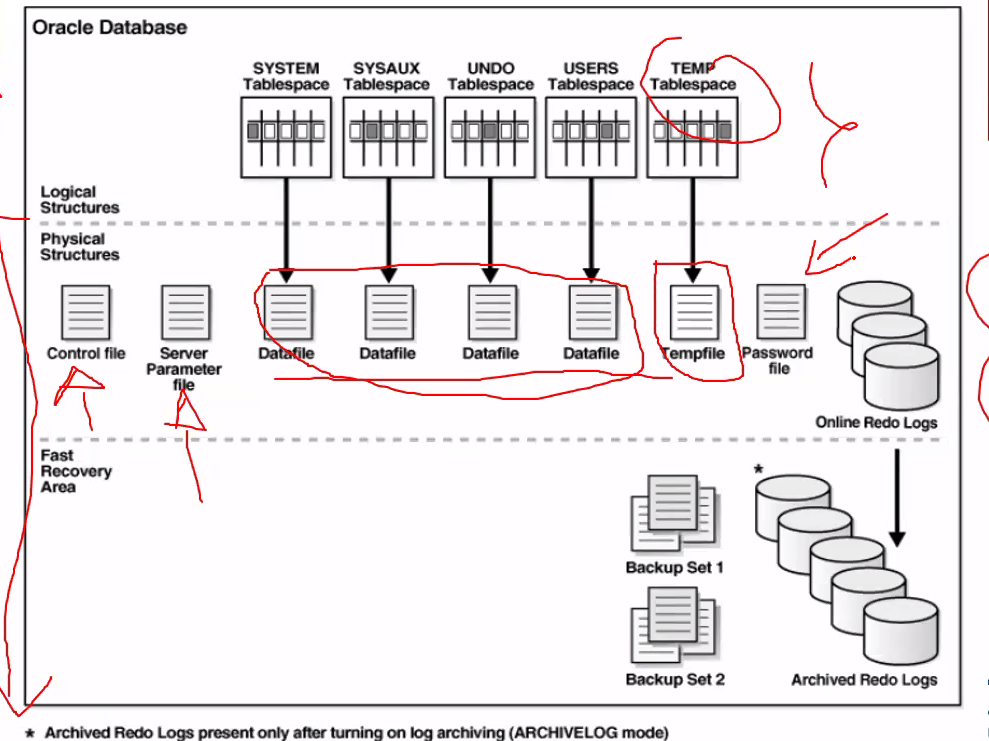 Oracle Database
SYSTEM
Tablespace
SYSAUX
Tablespace
UNDO
Tablespace
USERS
Tablespace
TEMP
Tablespace
Logical
Structures
Physical
Structures
Control file
Server
Parameter
file
Datafile
Datafile
Datafile
Datafile
Tempfile
Password
file
Online Redo Logs
Fast
Recovery
Area
*
Backup Set 1
Backup Set 2
Archived Redo Logs
* Archived Redo Logs present only after turning on log archiving (ARCHIVELOG mode)